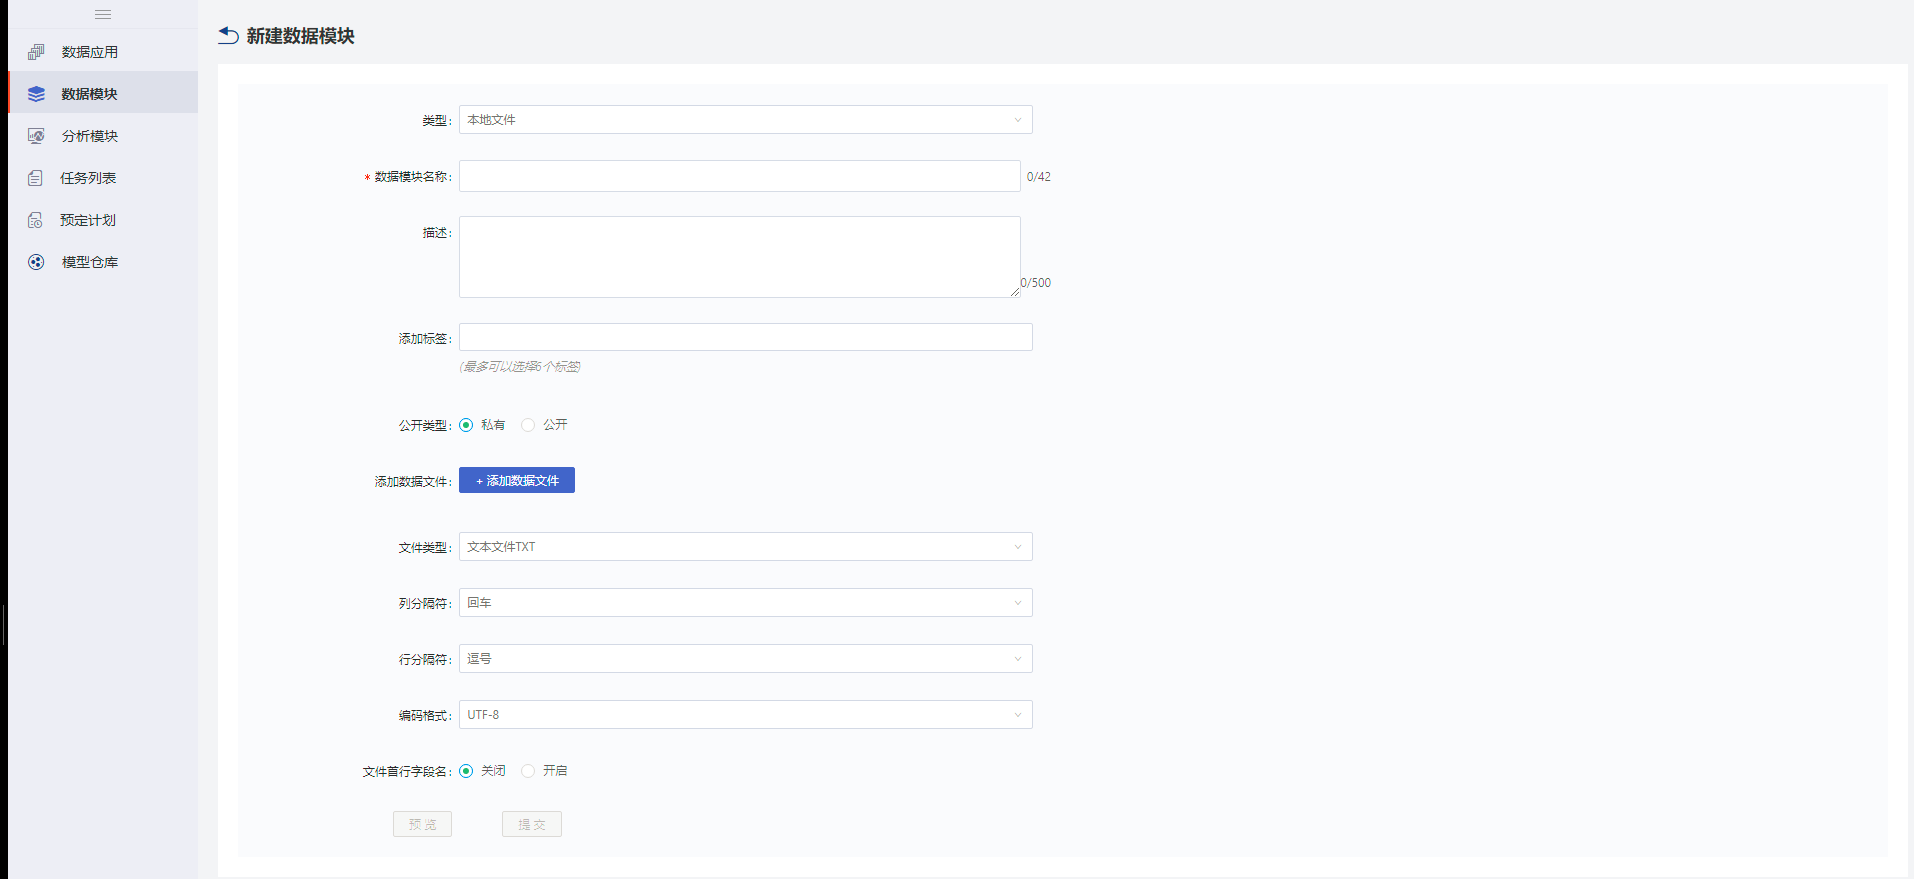 数据应用
数据模块
分析模块
任务列表
预定计划
模型仓库
新建数据模块
类型: 本地文件
* 数据模块名称: 0/42
描述: 0/500
添加标签:
(最多可以选择6个标签)
公开类型: 私有 公开
添加数据文件: + 添加数据文件
文件类型: 文本文件TXT
列分隔符: 回车
行分隔符: 逗号
编码格式: UTF-8
文件首行字段名: 关闭 开启
预 览 提 交